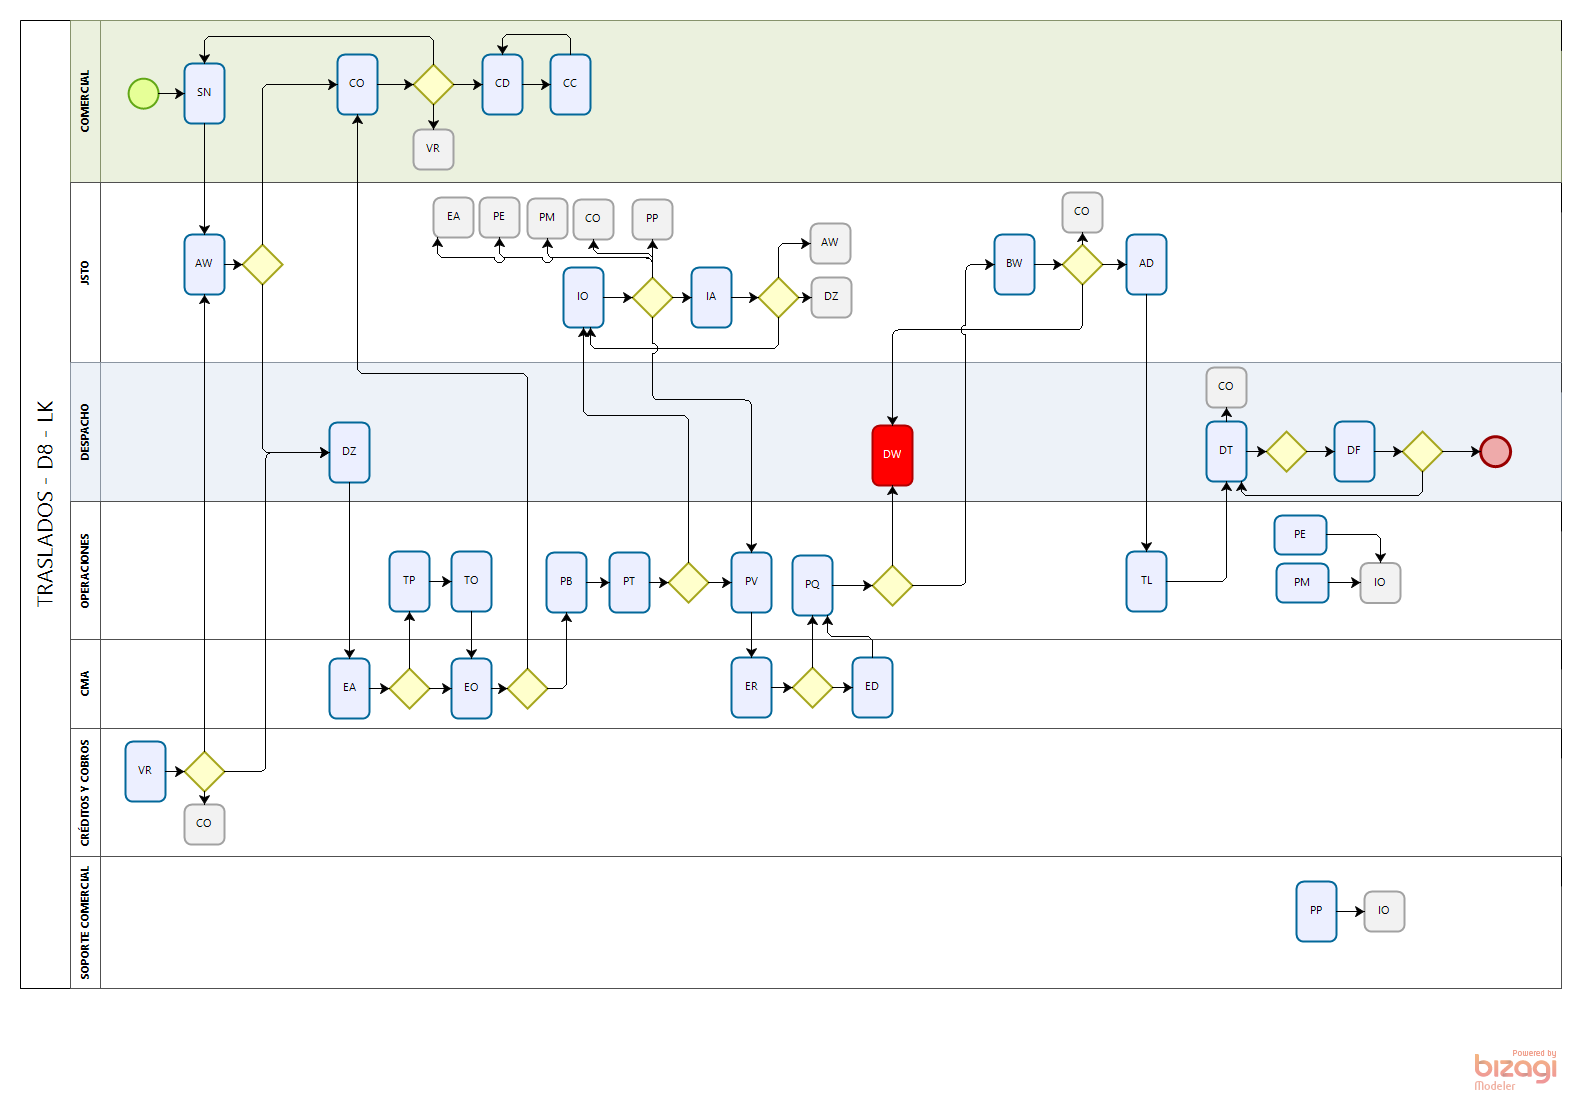 TRASLADOS - D8 - LK
COMERCIAL
SN
CO
CD
CC
VR
JSTO
AW
EA
PE
PM
CO
PP
IO
IA
AW
DZ
BW
CO
AD
DESPACHO
DZ
DW
CO
DT
DF
OPERACIONES
TP
TO
PB
PT
PV
PQ
TL
PE
PM
IO
CMA
EA
EO
ER
ED
CRÉDITOS Y COBROS
VR
CO
SOPORTE COMERCIAL
PP
IO
Powered by
bizagi
Modeler